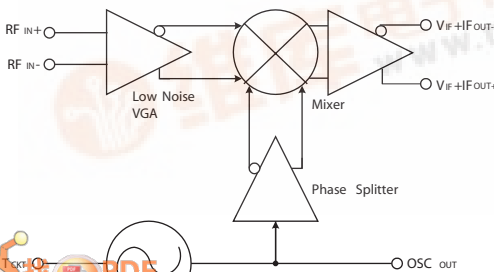 RF IN+
RF IN-
Low Noise
VGA
Mixer
VIF+IFOUT-
VIF+IFOUT+
Phase Splitter
OSC OUT